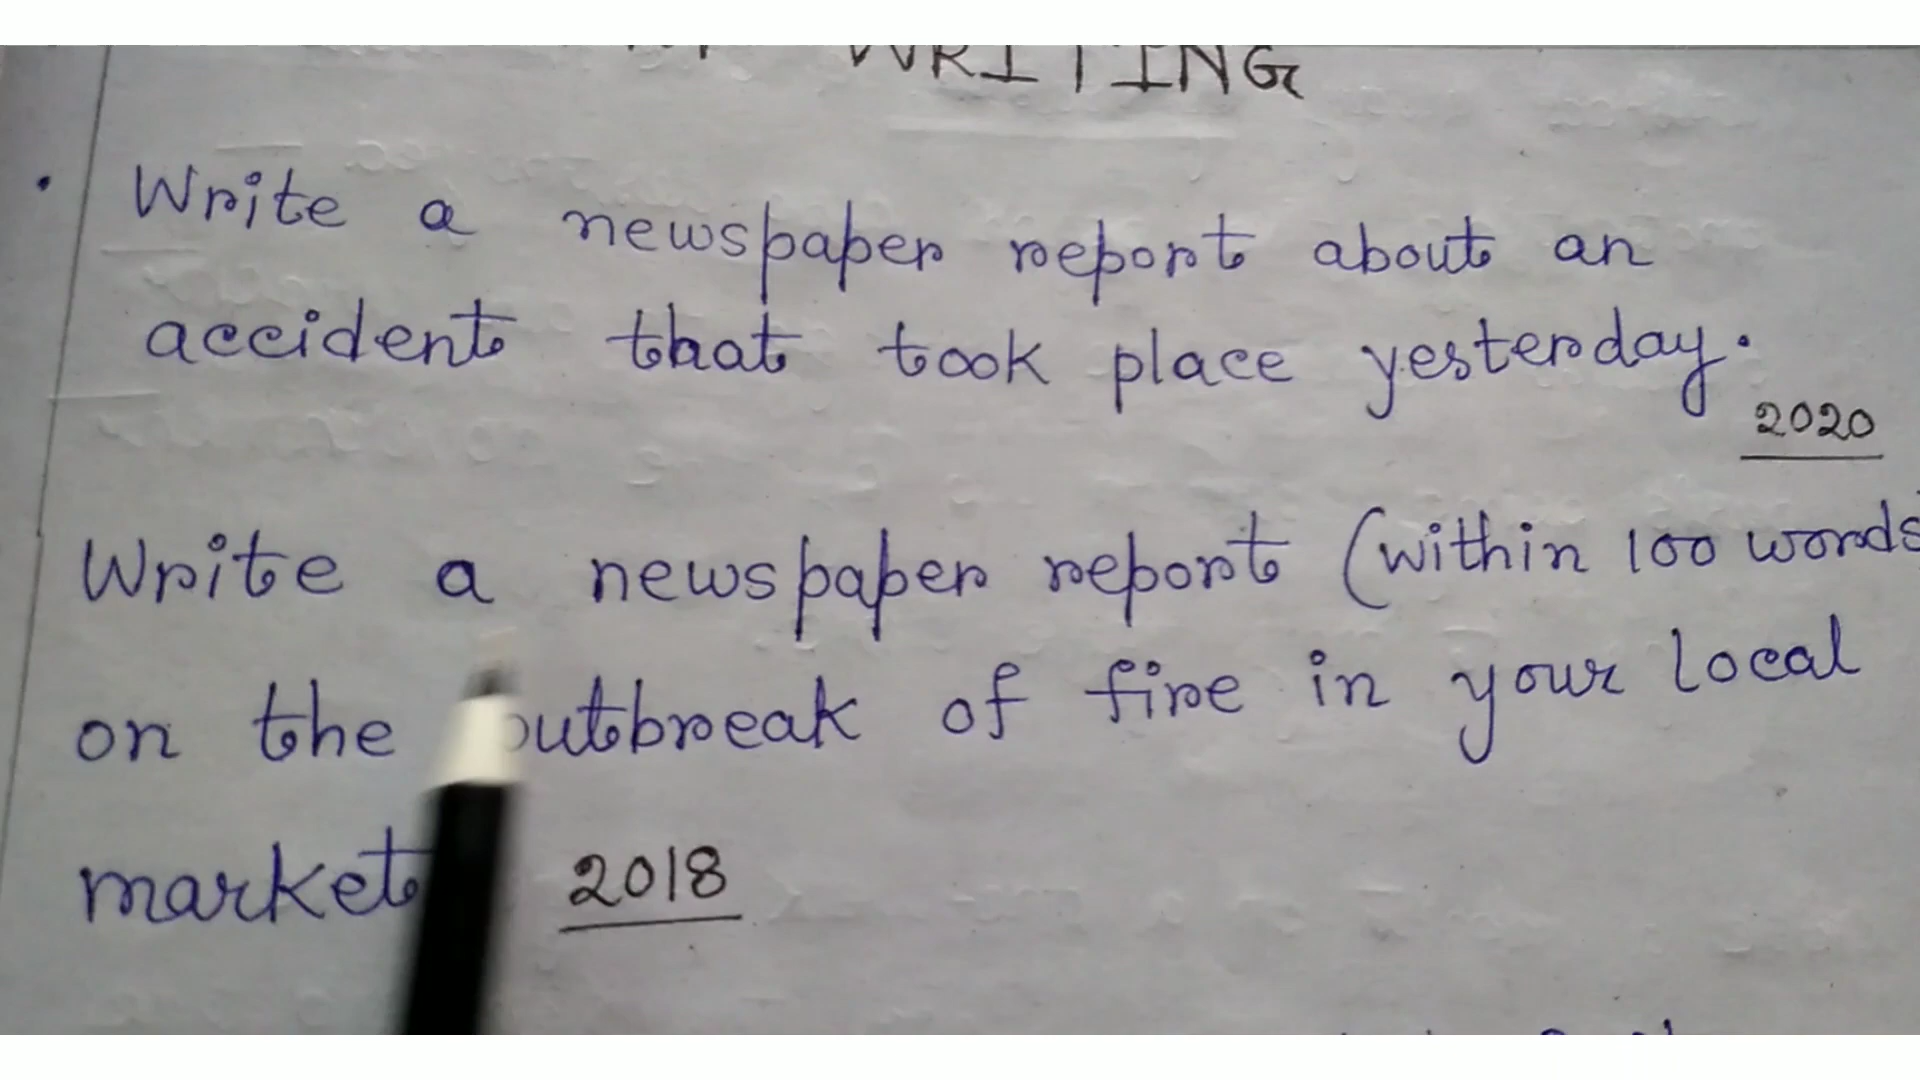 WRITING
• Write a newspaper report about an
accident that took place yesterday.
2020
Write a newspaper report (within 100 words
on the outbreak of fire in your local
market
2018